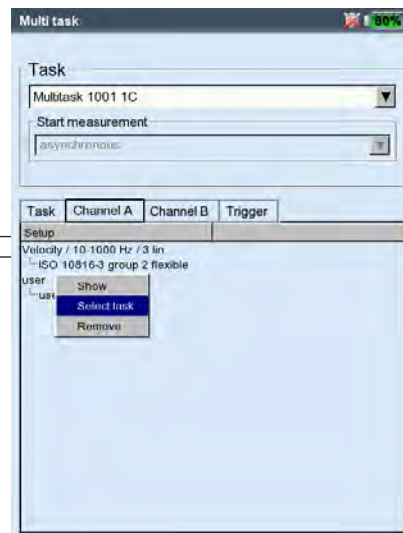 Multi task 80%
Task
Multitask 1001 1C
Start measurement
asynchronous
Task Channel A Channel B Trigger
Setup
Velocity / 10-1000 Hz / 3 lin
ISO 10816-3 group 2 flexible
user
Show
Select task
Remove